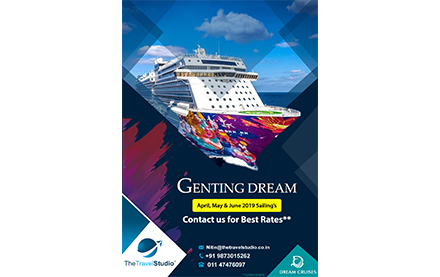 GENTING DREAM
April, May & June 2019 Sailing's
Contact us for Best Rates**
Nitin@thetravelstudio.co.in
+91 9873015262
011 47476097
TheTravelStudio
DREAM CRUISES